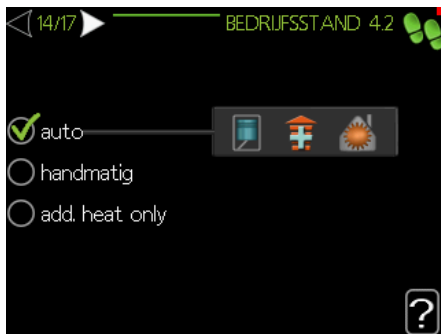 14/17 BEDRIJFSSTAND 4.2
auto
handmatig
add. heat only
?